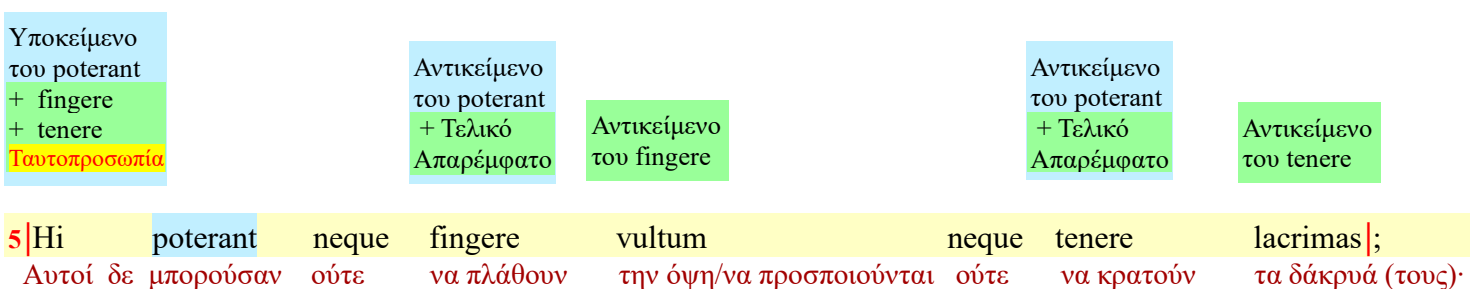 Υποκείμενο
του poterant
+ fingere
+ tenere
Ταυτοπροσωπία
Αντικείμενο
του poterant
+ Τελικό
Απαρέμφατο
Αντικείμενο
του fingere
Αντικείμενο
του poterant
+ Τελικό
Απαρέμφατο
Αντικείμενο
του tenere
5|Hi poterant neque fingere vultum neque tenere lacrimas|;
Αυτοί δε μπορούσαν ούτε να πλάθουν την όψη/να προσποιούνται ούτε να κρατούν τα δάκρυά (τους)·